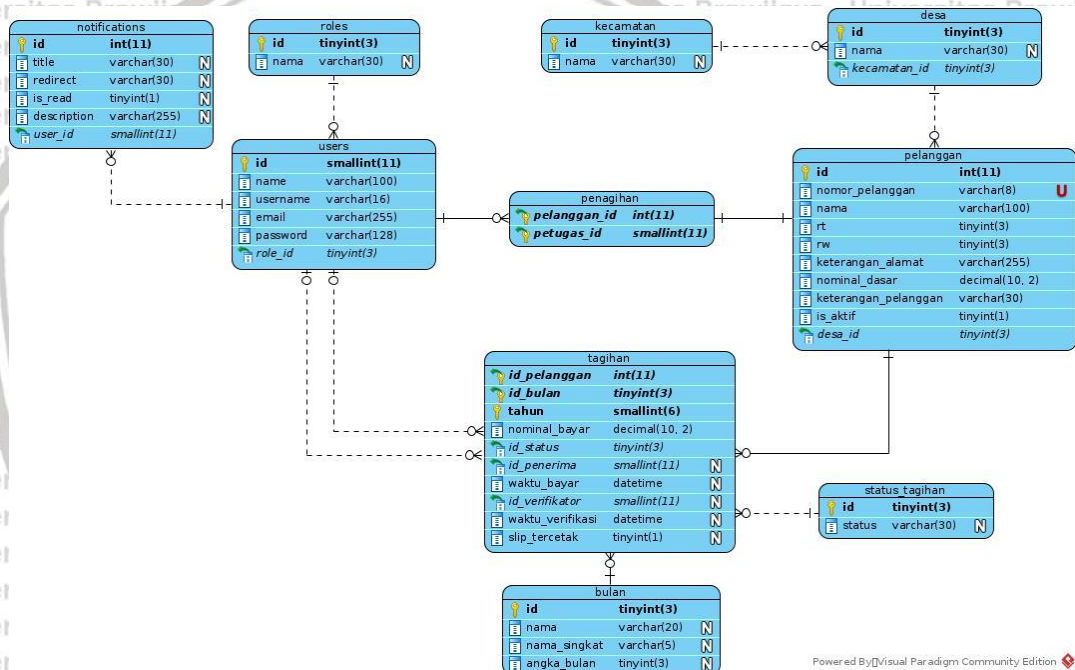 notifications
id int(11)
title varchar(30) N
redirect varchar(30) N
is_read tinyint(1) N
description varchar(255) N
user_id smallint(11)
roles
id tinyint(3)
nama varchar(30) N
kecamatan
id tinyint(3)
nama varchar(30) N
desa
id tinyint(3)
nama varchar(30) N
kecamatan_id tinyint(3)
users
id smallint(11)
name varchar(100)
username varchar(16)
email varchar(255)
password varchar(128)
role_id tinyint(3)
penagihan
pelanggan_id int(11)
petugas_id smallint(11)
pelanggan
id int(11)
nomor_pelanggan varchar(8) U
nama varchar(100)
rt tinyint(3)
rw tinyint(3)
keterangan_alamat varchar(255)
nominal_dasar decimal(10, 2)
keterangan_pelanggan varchar(30)
is_aktif tinyint(1)
desa_id tinyint(3)
tagihan
id_pelanggan int(11)
id_bulan tinyint(3)
tahun smallint(6)
nominal_bayar decimal(10, 2)
id_status tinyint(3)
id_penerima smallint(11) N
waktu_bayar datetime N
id_verifikator smallint(11) N
waktu_verifikasi datetime N
slip_tercetak tinyint(1) N
status_tagihan
id tinyint(3)
status varchar(30) N
bulan
id tinyint(3)
nama varchar(20) N
nama_singkat varchar(5) N
angka_bulan tinyint(3) N
Powered By Visual Paradigm Community Edition